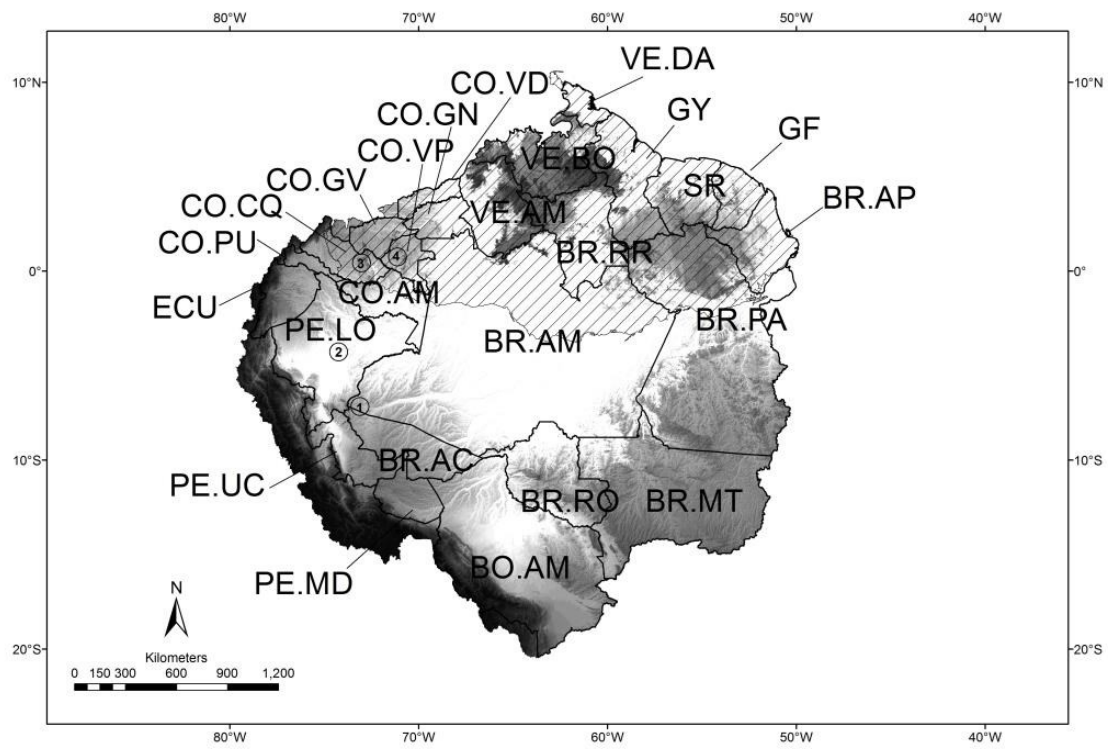 80°W 70°W 60°W 50°W 40°W
VE.DA
10°N 10°N
CO.VD
CO.GN
GY
CO.VP
GF
VE.BO
CO.GV
SR
CO.CQ
VE.AM
BR.AP
CO.PU
BR.RR
4
3
0° 0°
CO.AM
ECU
PE.LO
BR.PA
BR.AM
2
1
10°S 10°S
BR.AC
PE.UC
BR.RO
BR.MT
BO.AM
PE.MD
N
20°S 20°S
Kilometers
0 150 300 600 900 1,200
80°W 70°W 60°W 50°W 40°W